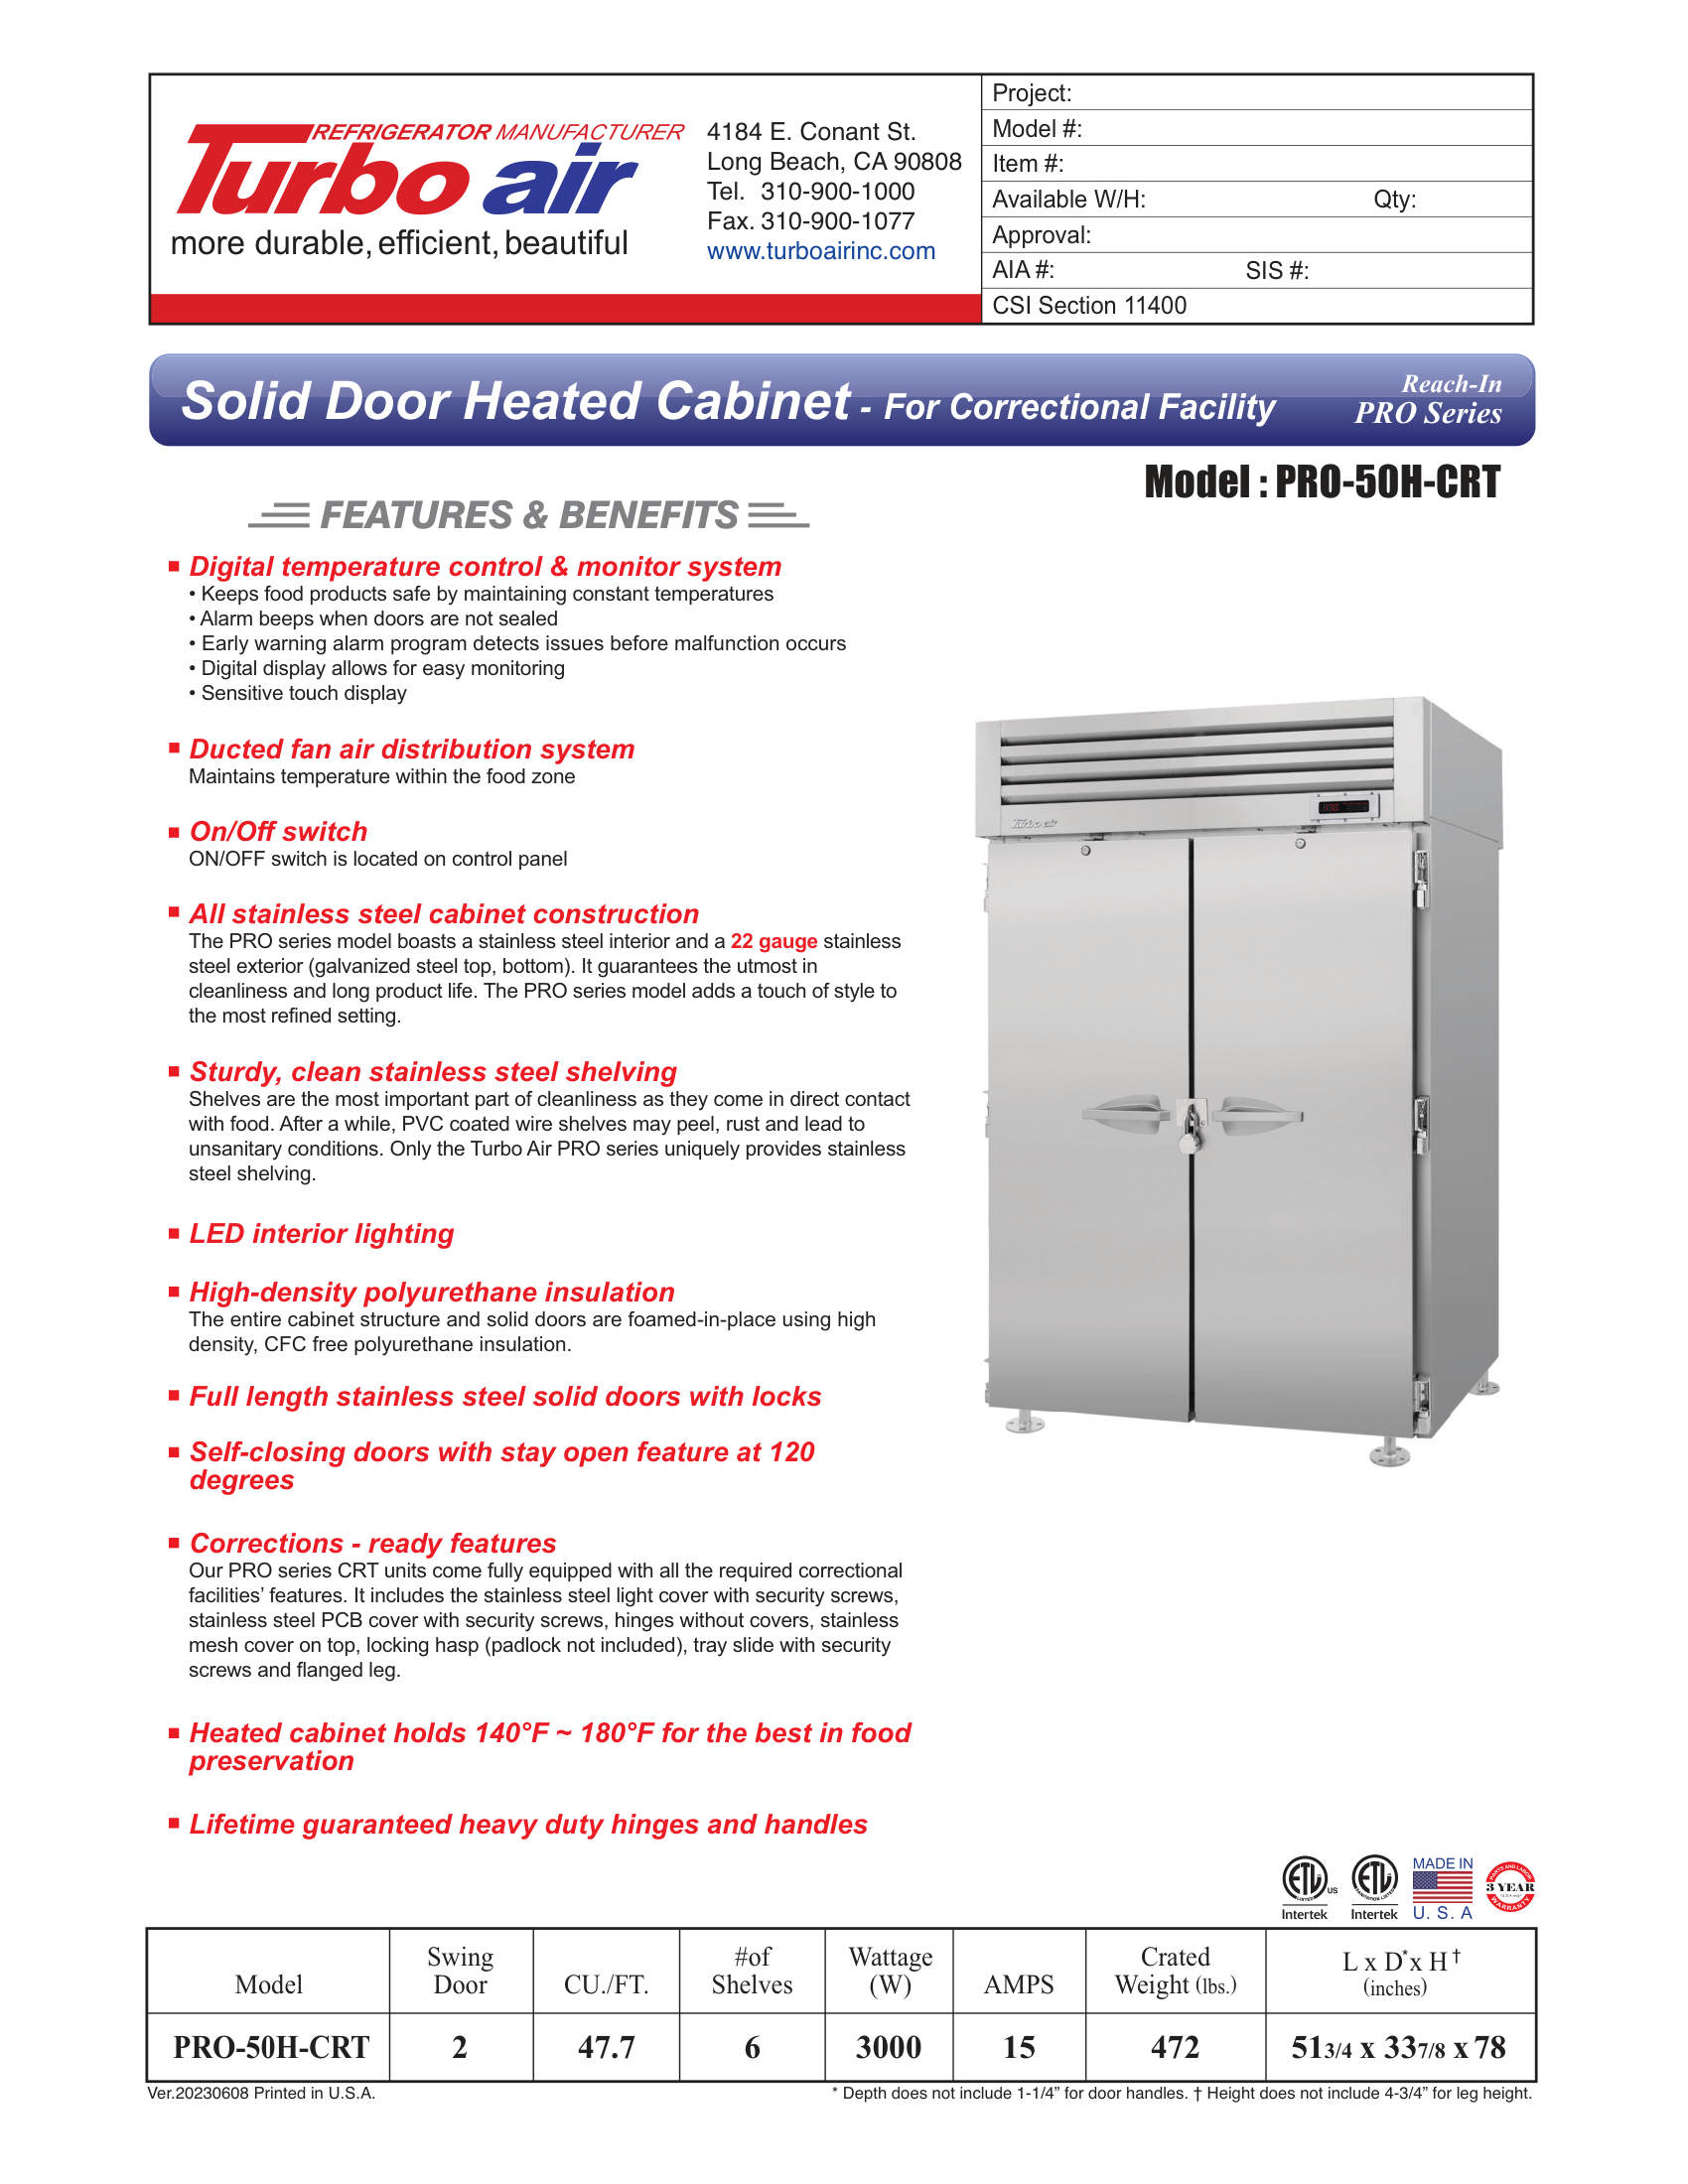 REFRIGERATOR MANUFACTURER
Turbo air
more durable, efficient, beautiful
4184 E. Conant St.
Long Beach, CA 90808
Tel. 310-900-1000
Fax. 310-900-1077
www.turboairinc.com
Project:
Model #:
Item #:
Available W/H: Qty:
Approval:
AIA #: SIS #:
CSI Section 11400
Solid Door Heated Cabinet - For Correctional Facility
Reach-In
PRO Series
Model : PRO-50H-CRT
FEATURES & BENEFITS
Digital temperature control & monitor system
• Keeps food products safe by maintaining constant temperatures
• Alarm beeps when doors are not sealed
• Early warning alarm program detects issues before malfunction occurs
• Digital display allows for easy monitoring
• Sensitive touch display
Ducted fan air distribution system
Maintains temperature within the food zone
On/Off switch
ON/OFF switch is located on control panel
All stainless steel cabinet construction
The PRO series model boasts a stainless steel interior and a 22 gauge stainless
steel exterior (galvanized steel top, bottom). It guarantees the utmost in
cleanliness and long product life. The PRO series model adds a touch of style to
the most refined setting.
Sturdy, clean stainless steel shelving
Shelves are the most important part of cleanliness as they come in direct contact
with food. After a while, PVC coated wire shelves may peel, rust and lead to
unsanitary conditions. Only the Turbo Air PRO series uniquely provides stainless
steel shelving.
LED interior lighting
High-density polyurethane insulation
The entire cabinet structure and solid doors are foamed-in-place using high
density, CFC free polyurethane insulation.
Full length stainless steel solid doors with locks
Self-closing doors with stay open feature at 120
degrees
Corrections - ready features
Our PRO series CRT units come fully equipped with all the required correctional
facilities' features. It includes the stainless steel light cover with security screws,
stainless steel PCB cover with security screws, hinges without covers, stainless
mesh cover on top, locking hasp (padlock not included), tray slide with security
screws and flanged leg.
Heated cabinet holds 140°F ~ 180°F for the best in food
preservation
Lifetime guaranteed heavy duty hinges and handles
Turbo air
ETL LISTED US
Intertek
ETL SANITATION LISTED
Intertek
MADE IN
U. S. A
PARTS AND LABOR
3 YEAR
WARRANTY
Model Swing Door CU./FT. #of Shelves Wattage (W) AMPS Crated Weight (lbs.) L x D* x H† (inches)
PRO-50H-CRT 2 47.7 6 3000 15 472 51 3/4 x 33 7/8 x 78
Ver.20230608 Printed in U.S.A.
* Depth does not include 1-1/4” for door handles. † Height does not include 4-3/4” for leg height.